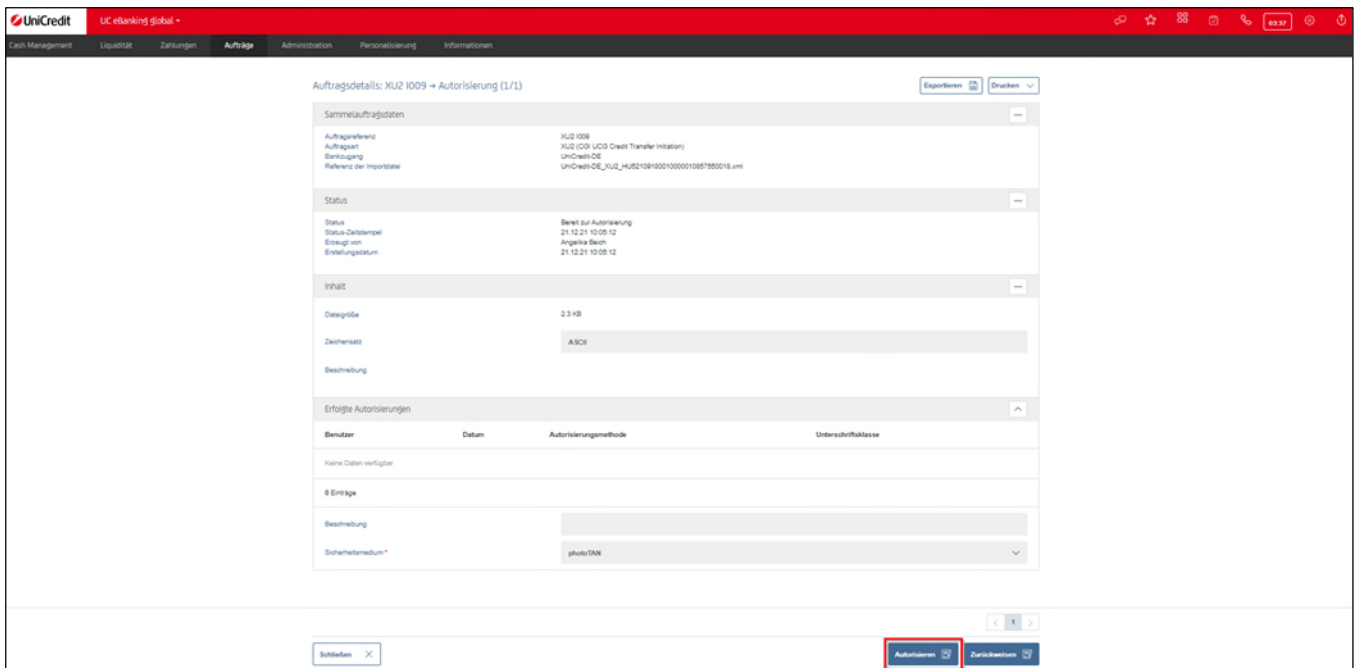 UniCredit UC eBanking global
03:37
Cash Management Liquidität Zahlungen Aufträge Administration Personalisierung Informationen
Auftragsdetails: XU2 I009 → Autorisierung (1/1)
Exportieren Drucken
Sammelauftragsdaten
Auftragsreferenz XU2 I009
Auftragsart XU2 (CGI UCG Credit Transfer Initiation)
Bankzugang UniCredit-DE
Referenz der Importdatei
Status
Status Bereit zur Autorisierung
Status-Zeitstempel 21.12.21 10:05:12
Erzeugt von Angelika Beich
Erstellungsdatum 21.12.21 10:05:12
Inhalt
Dateigröße 2.3 KB
Zeichensatz ASCII
Beschreibung
Erfolgte Autorisierungen
Benutzer Datum Autorisierungsmethode Unterschriftsklasse
Keine Daten verfügbar
0 Einträge
Beschreibung
Sicherheitsmedium * photoTAN
1
Schließen Autorisieren Zurückweisen